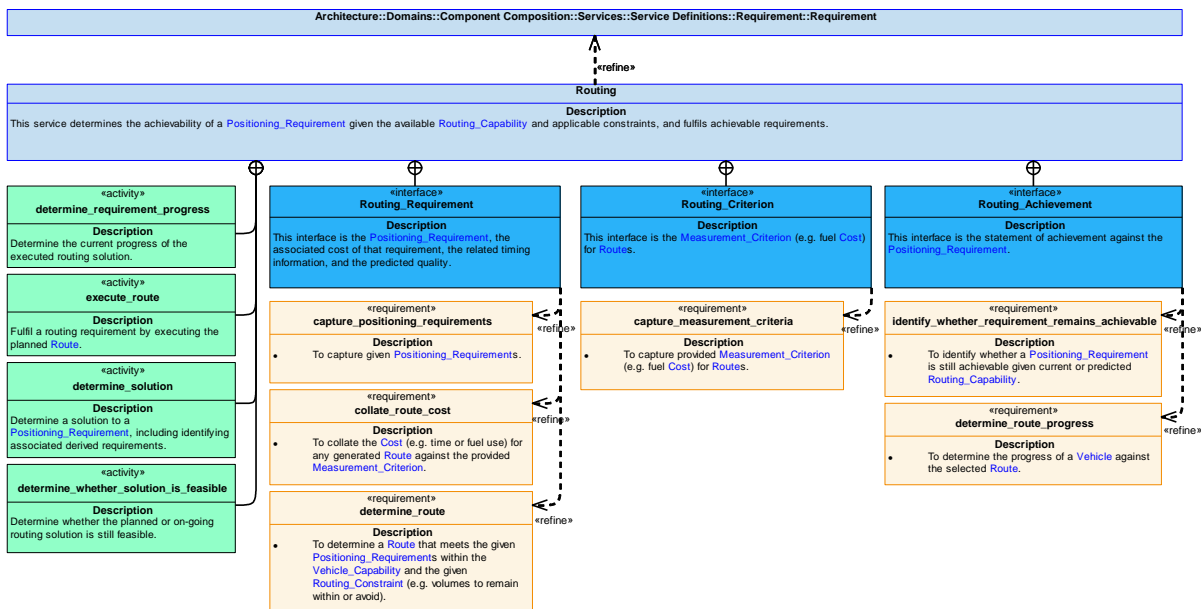 Architecture::Domains::Component Composition::Services::Service Definitions::Requirement::Requirement
«refine»
Routing
Description
This service determines the achievability of a Positioning_Requirement given the available Routing_Capability and applicable constraints, and fulfils achievable requirements.
«activity»
determine_requirement_progress
Description
Determine the current progress of the
executed routing solution.
«activity»
execute_route
Description
Fulfil a routing requirement by executing the
planned Route.
«activity»
determine_solution
Description
Determine a solution to a
Positioning_Requirement, including identifying
associated derived requirements.
«activity»
determine_whether_solution_is_feasible
Description
Determine whether the planned or on-going
routing solution is still feasible.
«interface»
Routing_Requirement
Description
This interface is the Positioning_Requirement, the
associated cost of that requirement, the related timing
information, and the predicted quality.
«requirement»
capture_positioning_requirements
Description
• To capture given Positioning_Requirements.
«refine»
«requirement»
collate_route_cost
Description
• To collate the Cost (e.g. time or fuel use) for
any generated Route against the provided
Measurement_Criterion.
«refine»
«requirement»
determine_route
Description
• To determine a Route that meets the given
Positioning_Requirements within the
Vehicle_Capability and the given
Routing_Constraint (e.g. volumes to remain
within or avoid).
«refine»
«interface»
Routing_Criterion
Description
This interface is the Measurement_Criterion (e.g. fuel Cost)
for Routes.
«requirement»
capture_measurement_criteria
Description
• To capture provided Measurement_Criterion
(e.g. fuel Cost) for Routes.
«refine»
«interface»
Routing_Achievement
Description
This interface is the statement of achievement against the
Positioning_Requirement.
«requirement»
identify_whether_requirement_remains_achievable
Description
• To identify whether a Positioning_Requirement
is still achievable given current or predicted
Routing_Capability.
«refine»
«requirement»
determine_route_progress
Description
• To determine the progress of a Vehicle against
the selected Route.
«refine»